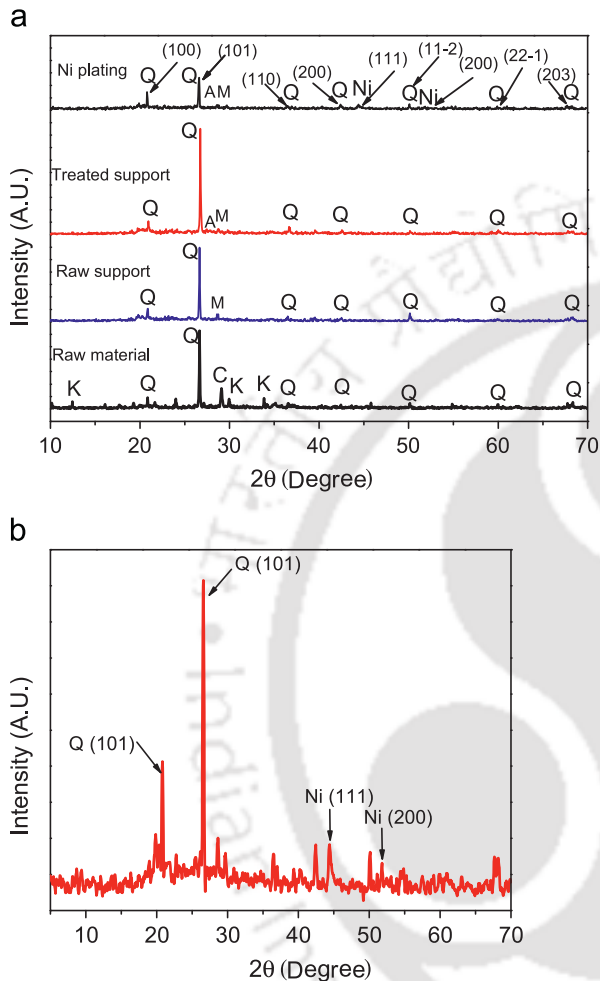 a
Ni plating
Q (100) Q (101) A M (110) Q (200) Q Ni (111) Q (11-2) Ni (200) Q (22-1) Q (203)
Treated support
Q Q A M Q Q Q Q Q
Raw support
Q Q M Q Q Q Q Q
Raw material
K Q Q C K K Q Q Q Q Q
Intensity (A.U.)
10 20 30 40 50 60 70
2θ (Degree)
b
Q (101)
Q (101)
Ni (111)
Ni (200)
Intensity (A.U.)
10 20 30 40 50 60 70
2θ (Degree)
Indian In